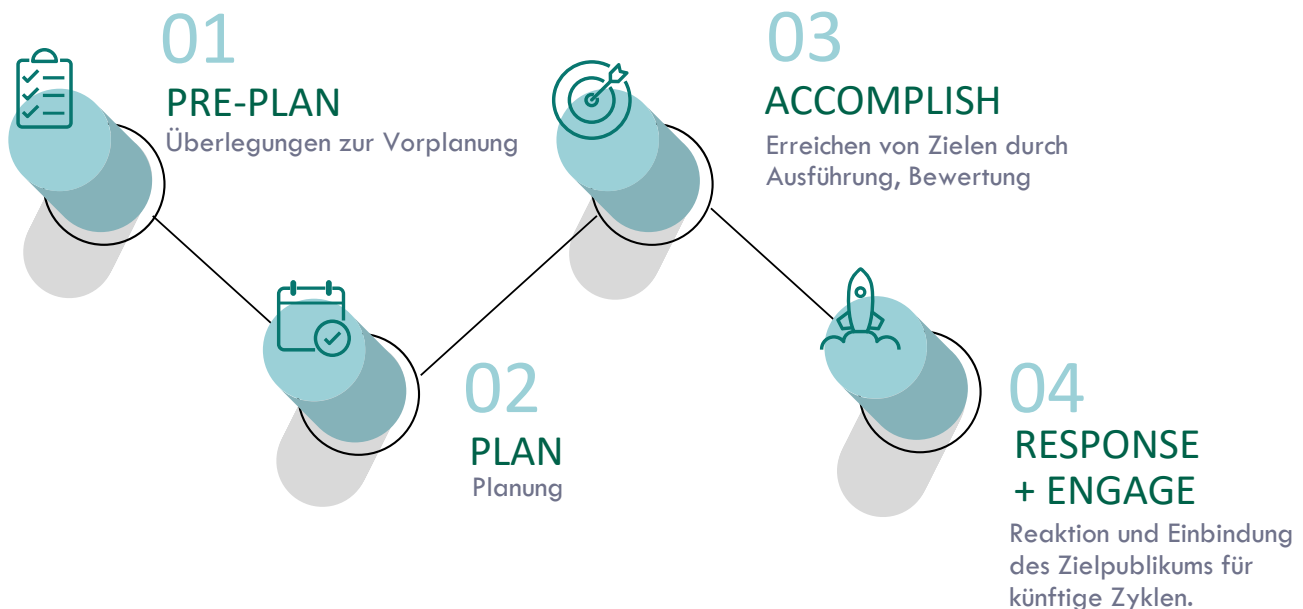 01
PRE-PLAN
Überlegungen zur Vorplanung
02
PLAN
Planung
03
ACCOMPLISH
Erreichen von Zielen durch
Ausführung, Bewertung
04
RESPONSE
+ ENGAGE
Reaktion und Einbindung
des Zielpublikums für
künftige Zyklen.